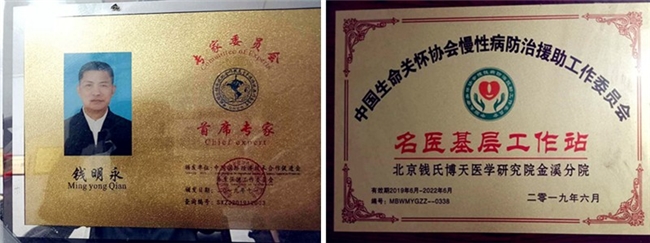 专家委员会
Committee of Expert
首席专家
Chief expert
钱明永
Ming yong Qian
中国生命关怀协会慢性病防治援助工作委员会
名医基层工作站
北京钱氏博天医学研究院金溪分院
有效期2019年6月-2022年6月
编号：MBWMYGZZ--0336
二〇一九年六月